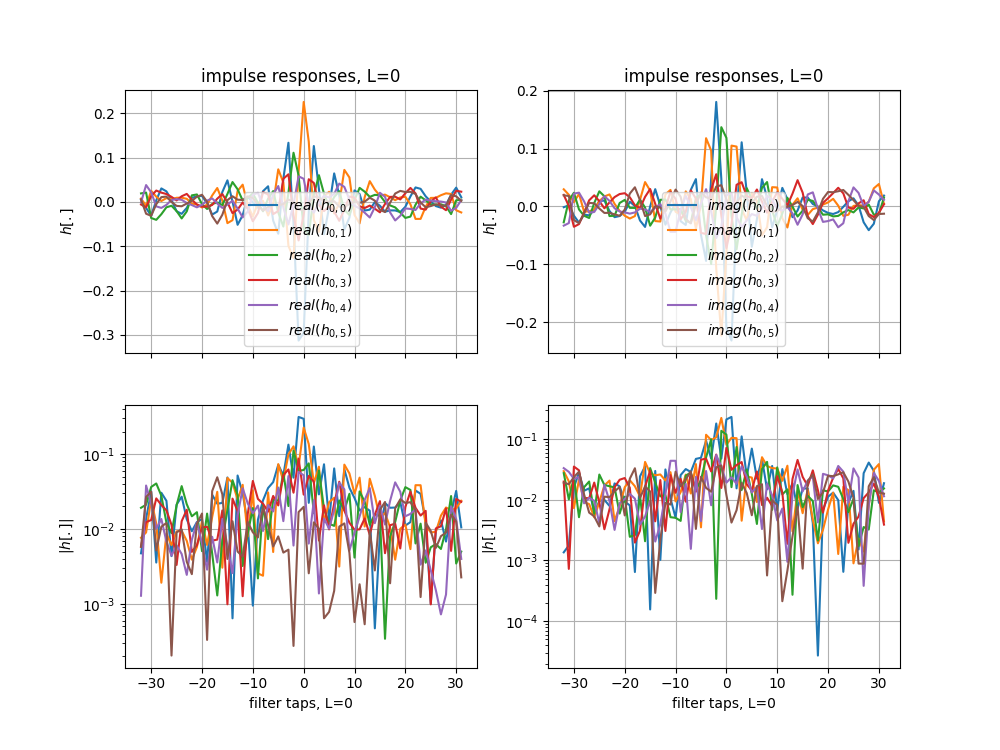 impulse responses, L=0
h[.]
0.2
0.1
0.0
−0.1
−0.2
−0.3
real(h0,0)
real(h0,1)
real(h0,2)
real(h0,3)
real(h0,4)
real(h0,5)
impulse responses, L=0
h[.]
0.2
0.1
0.0
−0.1
−0.2
imag(h0,0)
imag(h0,1)
imag(h0,2)
imag(h0,3)
imag(h0,4)
imag(h0,5)
|h[.]|
10−1
10−2
10−3
−30 −20 −10 0 10 20 30
filter taps, L=0
|h[.]|
10−1
10−2
10−3
10−4
−30 −20 −10 0 10 20 30
filter taps, L=0